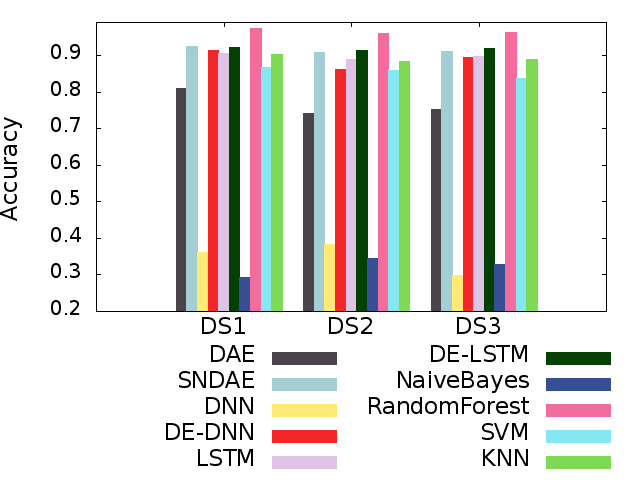 0.9
0.8
0.7
0.6
0.5
0.4
0.3
0.2
Accuracy
DS1 DS2 DS3
DAE DE-LSTM
SNDAE NaiveBayes
DNN RandomForest
DE-DNN SVM
LSTM KNN